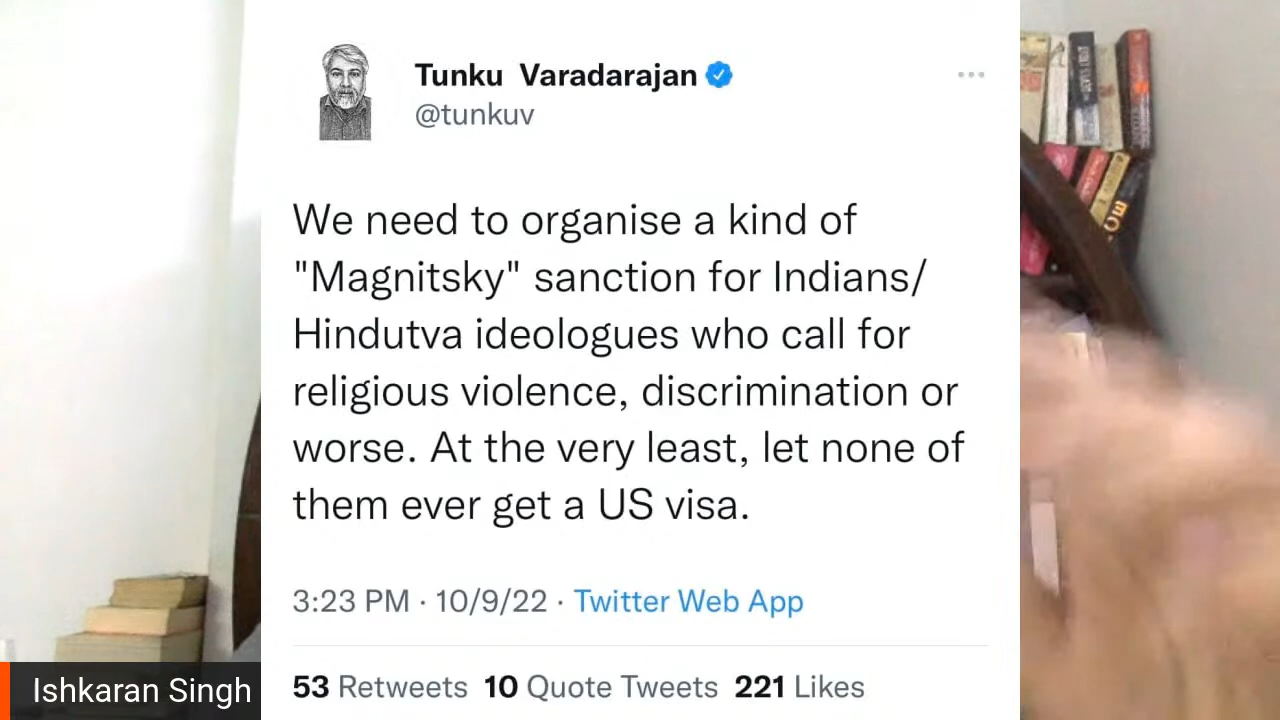 Tunku Varadarajan
@tunkuv
We need to organise a kind of
"Magnitsky" sanction for Indians/
Hindutva ideologues who call for
religious violence, discrimination or
worse. At the very least, let none of
them ever get a US visa.
3:23 PM · 10/9/22 · Twitter Web App
53 Retweets 10 Quote Tweets 221 Likes
Ishkaran Singh